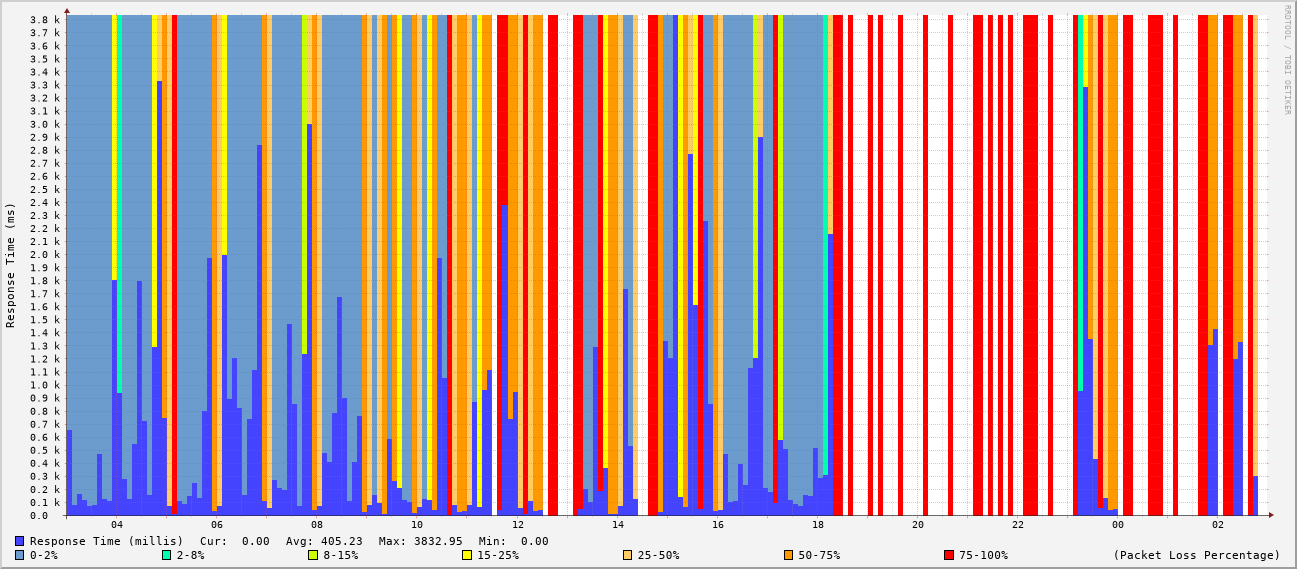 RRDTOOL / TOBI OETIKER
Response Time (ms)
3.8 k
3.7 k
3.6 k
3.5 k
3.4 k
3.3 k
3.2 k
3.1 k
3.0 k
2.9 k
2.8 k
2.7 k
2.6 k
2.5 k
2.4 k
2.3 k
2.2 k
2.1 k
2.0 k
1.9 k
1.8 k
1.7 k
1.6 k
1.5 k
1.4 k
1.3 k
1.2 k
1.1 k
1.0 k
0.9 k
0.8 k
0.7 k
0.6 k
0.5 k
0.4 k
0.3 k
0.2 k
0.1 k
0.0
04 06 08 10 12 14 16 18 20 22 00 02
Response Time (millis) Cur: 0.00 Avg: 405.23 Max: 3832.95 Min: 0.00
0-2% 2-8% 8-15% 15-25% 25-50% 50-75% 75-100% (Packet Loss Percentage)